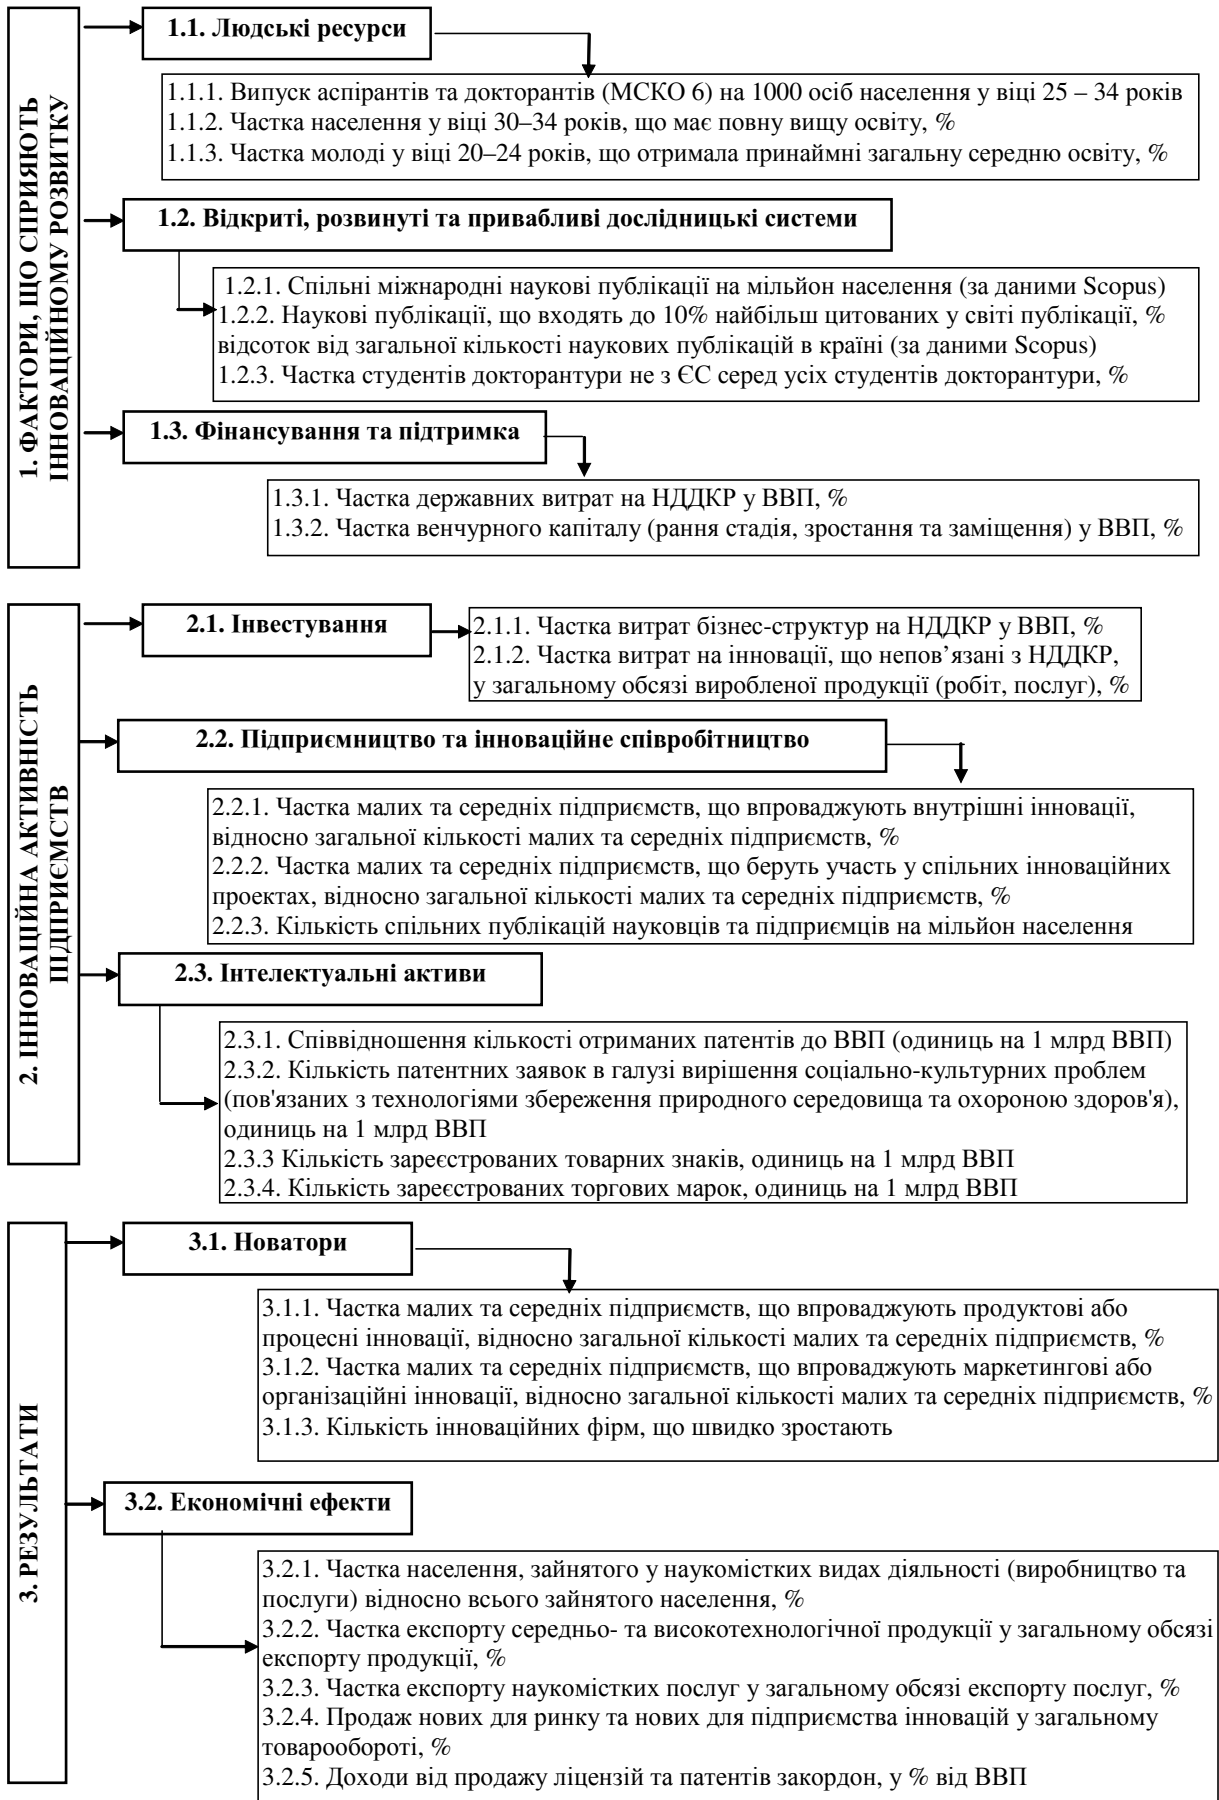 1. ФАКТОРИ, ЩО СПРИЯЮТЬ
ІННОВАЦІЙНОМУ РОЗВИТКУ
1.1. Людські ресурси
1.1.1. Випуск аспірантів та докторантів (МСКО 6) на 1000 осіб населення у віці 25 – 34 років
1.1.2. Частка населення у віці 30–34 років, що має повну вищу освіту, %
1.1.3. Частка молоді у віці 20–24 років, що отримала принаймні загальну середню освіту, %
1.2. Відкриті, розвинуті та привабливі дослідницькі системи
1.2.1. Спільні міжнародні наукові публікації на мільйон населення (за даними Scopus)
1.2.2. Наукові публікації, що входять до 10% найбільш цитованих у світі публікації, %
відсоток від загальної кількості наукових публікацій в країні (за даними Scopus)
1.2.3. Частка студентів докторантури не з ЄС серед усіх студентів докторантури, %
1.3. Фінансування та підтримка
1.3.1. Частка державних витрат на НДДКР у ВВП, %
1.3.2. Частка венчурного капіталу (рання стадія, зростання та заміщення) у ВВП, %
2. ІННОВАЦІЙНА АКТИВНІСТЬ
ПІДПРИЄМСТВ
2.1. Інвестування
2.1.1. Частка витрат бізнес-структур на НДДКР у ВВП, %
2.1.2. Частка витрат на інновації, що непов’язані з НДДКР,
у загальному обсязі виробленої продукції (робіт, послуг), %
2.2. Підприємництво та інноваційне співробітництво
2.2.1. Частка малих та середніх підприємств, що впроваджують внутрішні інновації,
відносно загальної кількості малих та середніх підприємств, %
2.2.2. Частка малих та середніх підприємств, що беруть участь у спільних інноваційних
проектах, відносно загальної кількості малих та середніх підприємств, %
2.2.3. Кількість спільних публікацій науковців та підприємців на мільйон населення
2.3. Інтелектуальні активи
2.3.1. Співвідношення кількості отриманих патентів до ВВП (одиниць на 1 млрд ВВП)
2.3.2. Кількість патентних заявок в галузі вирішення соціально-культурних проблем
(пов'язаних з технологіями збереження природного середовища та охороною здоров'я),
одиниць на 1 млрд ВВП
2.3.3 Кількість зареєстрованих товарних знаків, одиниць на 1 млрд ВВП
2.3.4. Кількість зареєстрованих торгових марок, одиниць на 1 млрд ВВП
3. РЕЗУЛЬТАТИ
3.1. Новатори
3.1.1. Частка малих та середніх підприємств, що впроваджують продуктові або
процесні інновації, відносно загальної кількості малих та середніх підприємств, %
3.1.2. Частка малих та середніх підприємств, що впроваджують маркетингові або
організаційні інновації, відносно загальної кількості малих та середніх підприємств, %
3.1.3. Кількість інноваційних фірм, що швидко зростають
3.2. Економічні ефекти
3.2.1. Частка населення, зайнятого у наукомістких видах діяльності (виробництво та
послуги) відносно всього зайнятого населення, %
3.2.2. Частка експорту середньо- та високотехнологічної продукції у загальному обсязі
експорту продукції, %
3.2.3. Частка експорту наукомістких послуг у загальному обсязі експорту послуг, %
3.2.4. Продаж нових для ринку та нових для підприємства інновацій у загальному
товарообороті, %
3.2.5. Доходи від продажу ліцензій та патентів закордон, у % від ВВП